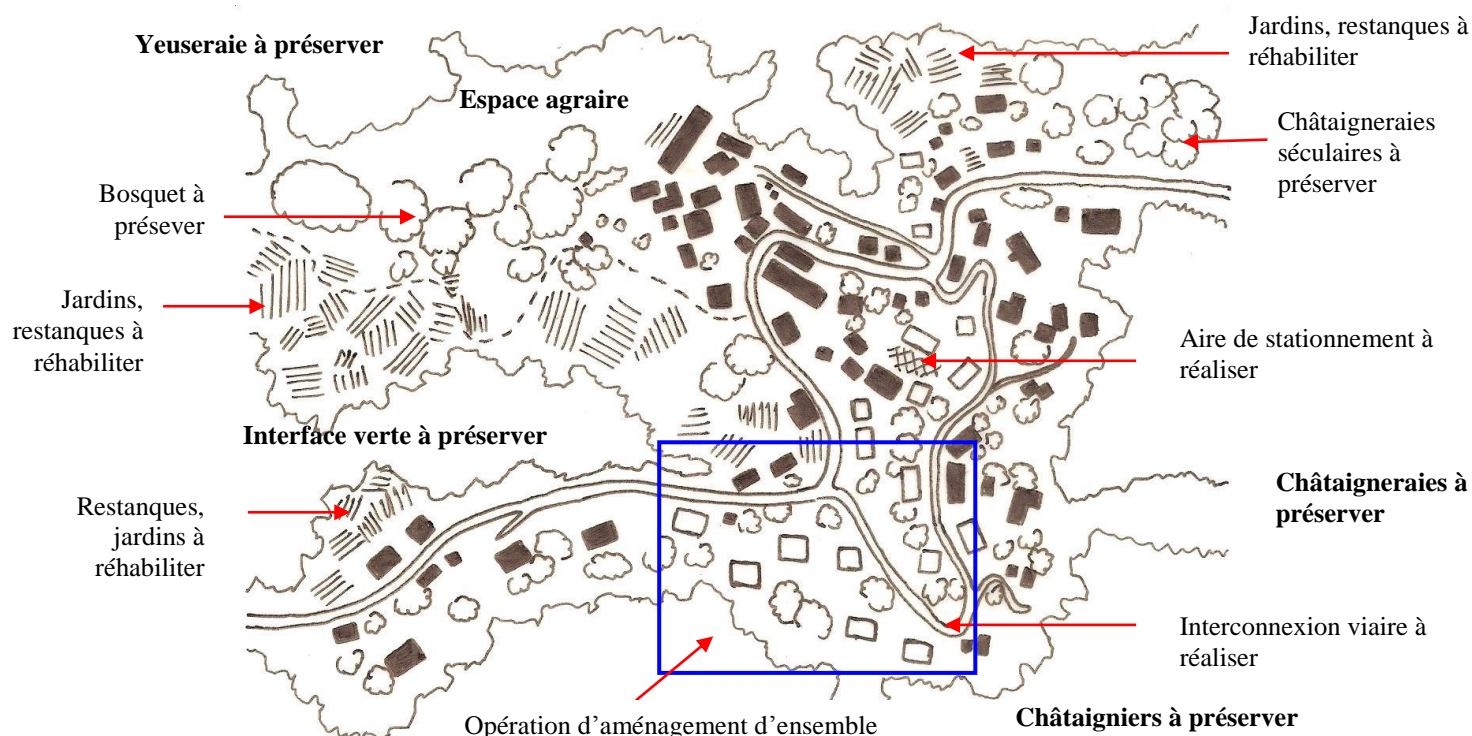 Yeuseraie à préserver
Jardins, restanques à
réhabiliter
Espace agraire
Châtaigneraies
séculaires à
préserver
Bosquet à
présever
Jardins,
restanques à
réhabiliter
Aire de stationnement à
réaliser
Interface verte à préserver
Restanques,
jardins à
réhabiliter
Châtaigneraies à
préserver
Interconnexion viaire à
réaliser
Opération d’aménagement d’ensemble
Châtaigniers à préserver